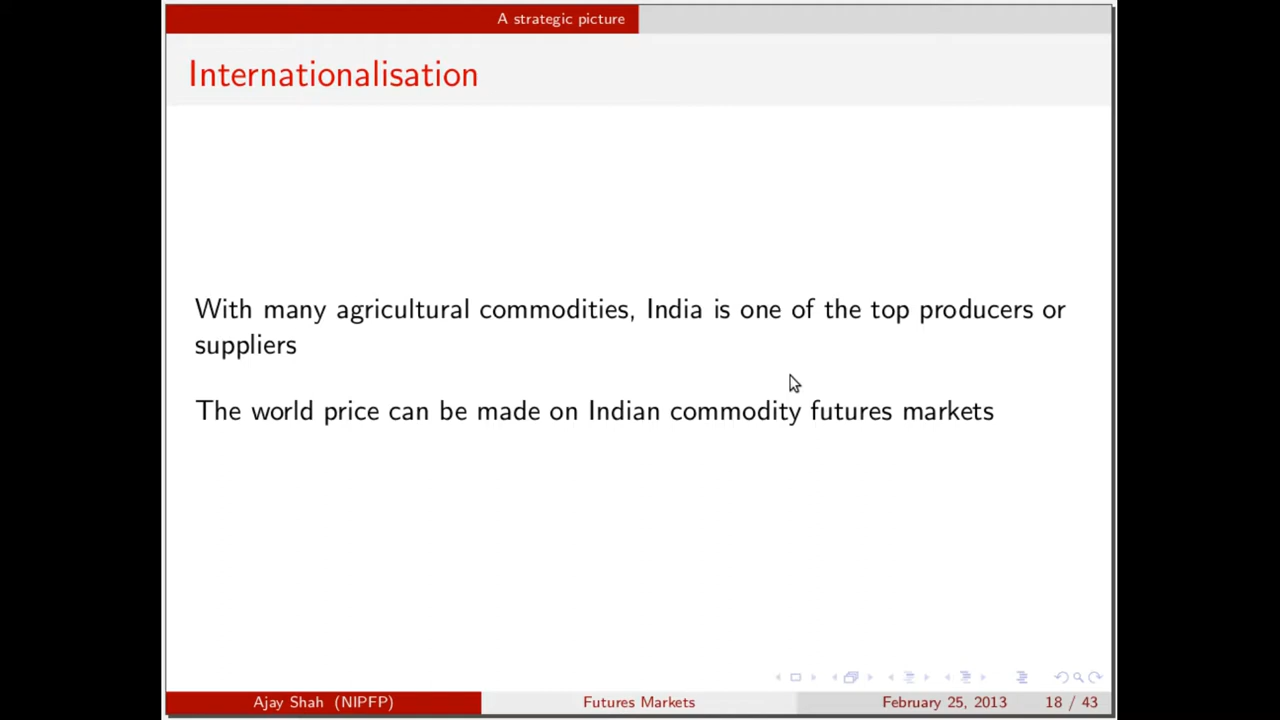 A strategic picture
Internationalisation
With many agricultural commodities, India is one of the top producers or
suppliers
The world price can be made on Indian commodity futures markets
Ajay Shah (NIPFP)
Futures Markets
February 25, 2013
18 / 43